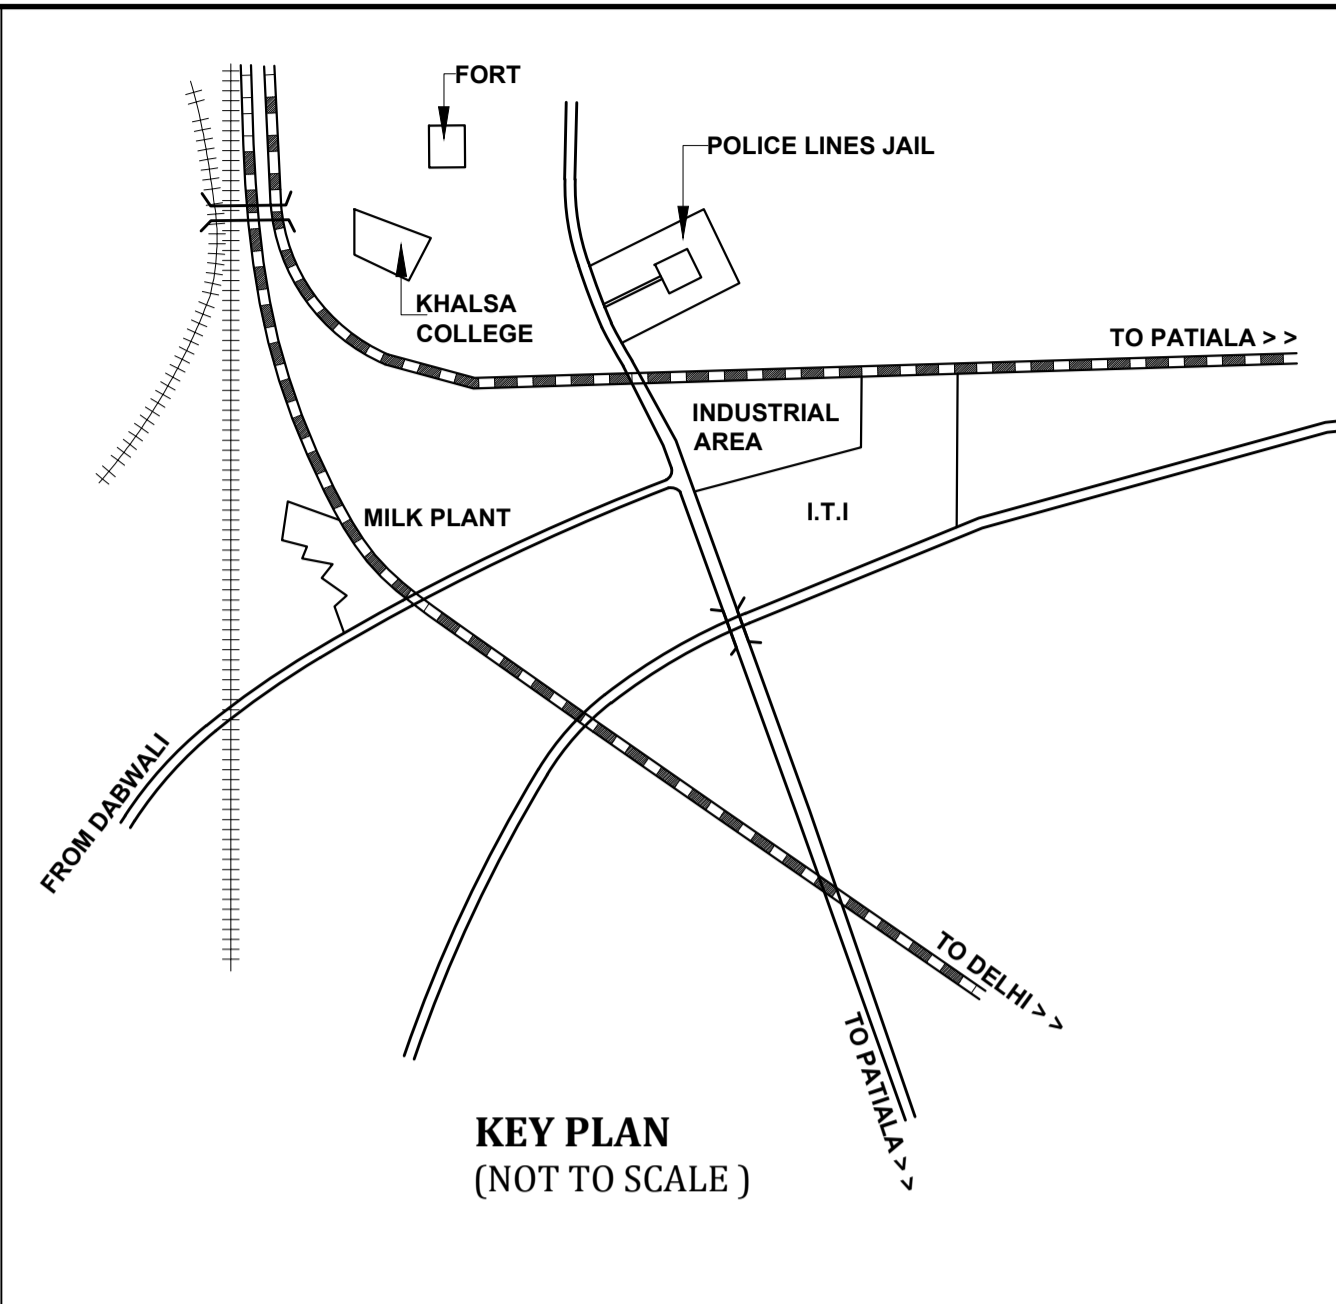 FORT
POLICE LINES JAIL
KHALSA
COLLEGE
TO PATIALA > >
INDUSTRIAL
AREA
I.T.I
MILK PLANT
FROM DABWALI
TO DELHI > >
TO PATIALA > >
KEY PLAN
(NOT TO SCALE )